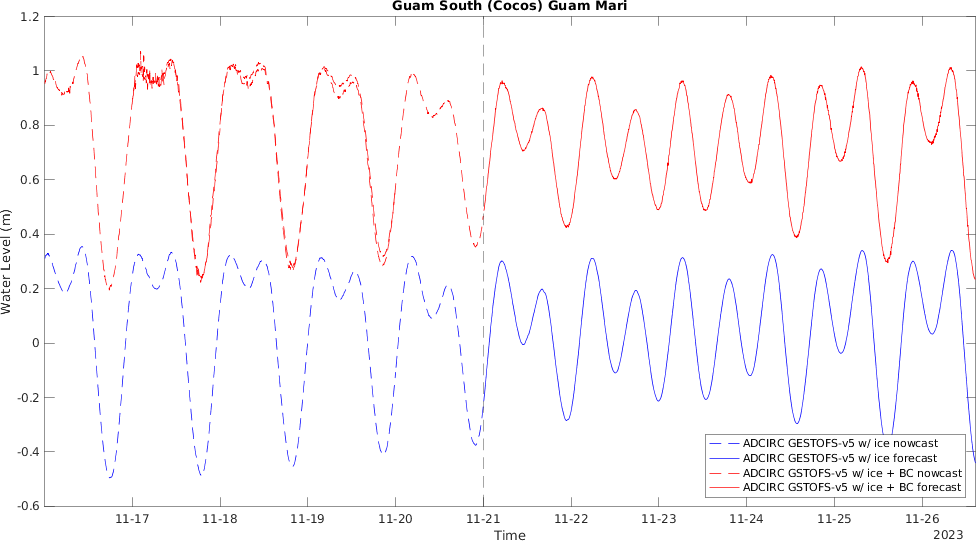 Guam South (Cocos) Guam Mari
1.2
1
0.8
0.6
0.4
0.2
0
-0.2
-0.4
-0.6
Water Level (m)
11-17 11-18 11-19 11-20 11-21 11-22 11-23 11-24 11-25 11-26
Time
2023
ADCIRC GESTOFS-v5 w/ ice nowcast
ADCIRC GESTOFS-v5 w/ ice forecast
ADCIRC GSTOFS-v5 w/ ice + BC nowcast
ADCIRC GSTOFS-v5 w/ ice + BC forecast